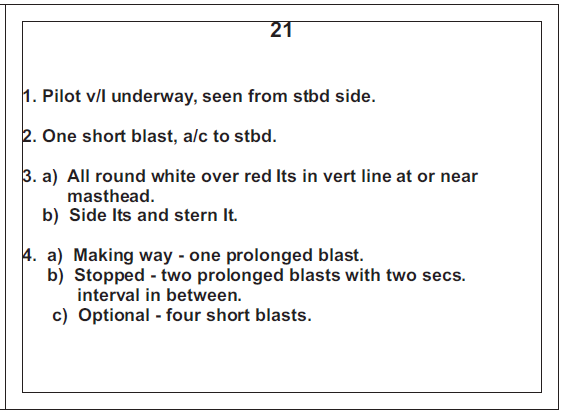 21
1. Pilot v/l underway, seen from stbd side.
2. One short blast, a/c to stbd.
3. a) All round white over red lts in vert line at or near
masthead.
b) Side lts and stern lt.
4. a) Making way - one prolonged blast.
b) Stopped - two prolonged blasts with two secs.
interval in between.
c) Optional - four short blasts.